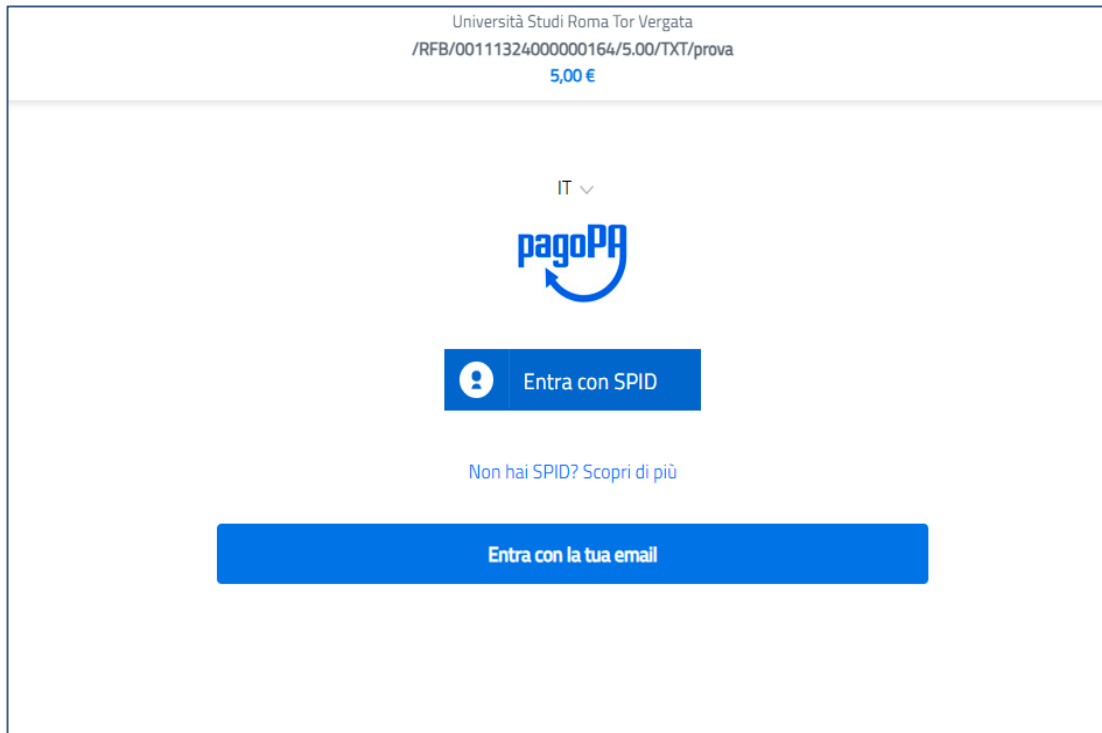 Università Studi Roma Tor Vergata
/RFB/00111324000000164/5.00/TXT/prova
5,00 €
IT
pagoPA
Entra con SPID
Non hai SPID? Scopri di più
Entra con la tua email